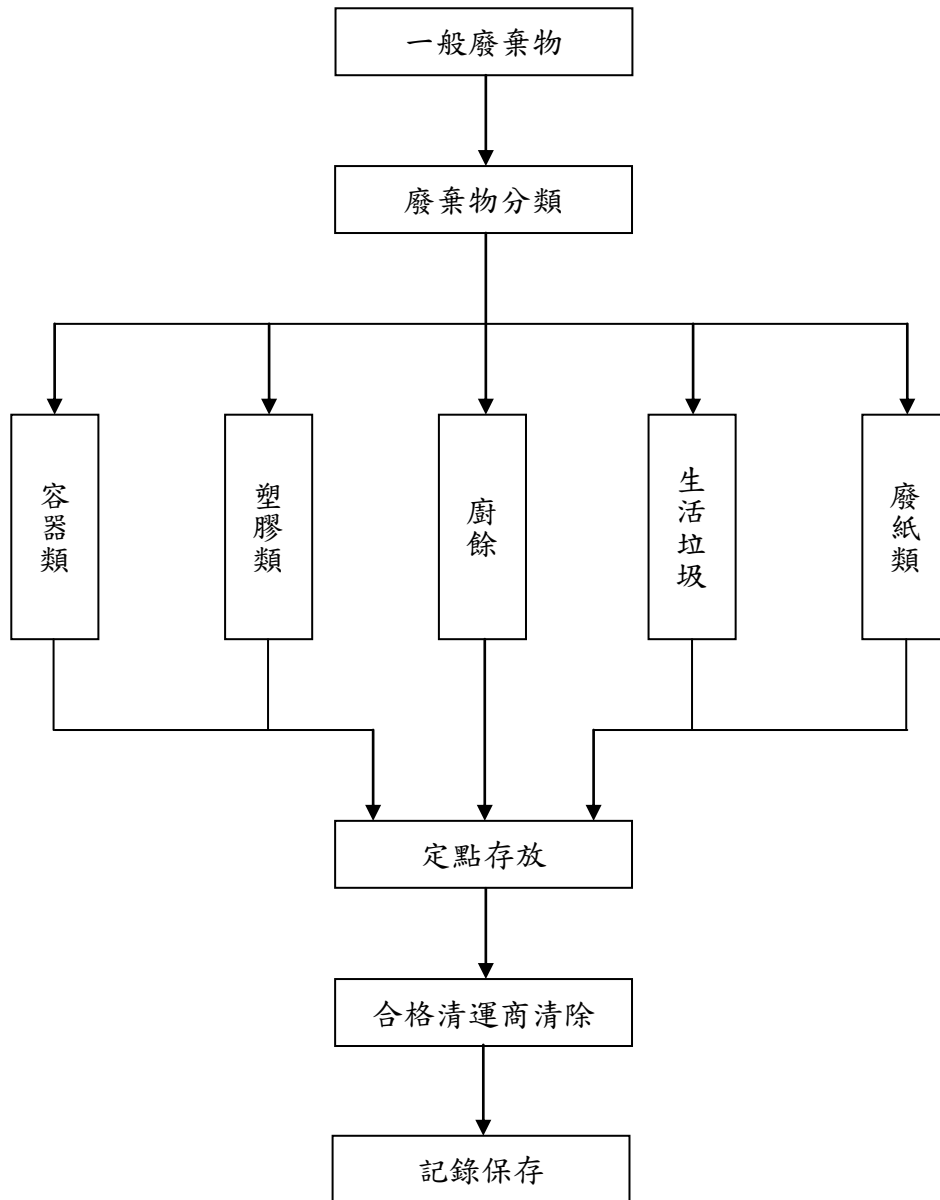 一般廢棄物
廢棄物分類
容器類
塑膠類
廚餘
生活垃圾
廢紙類
定點存放
合格清運商清除
記錄保存